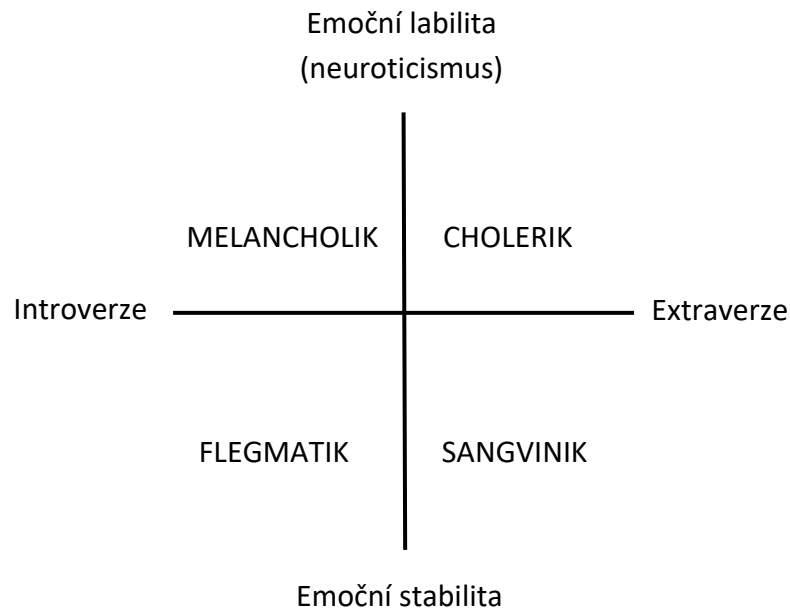 Emoční labilita
(neuroticismus)
MELANCHOLIK
CHOLERIK
Introverze
Extraverze
FLEGMATIK
SANGVINIK
Emoční stabilita